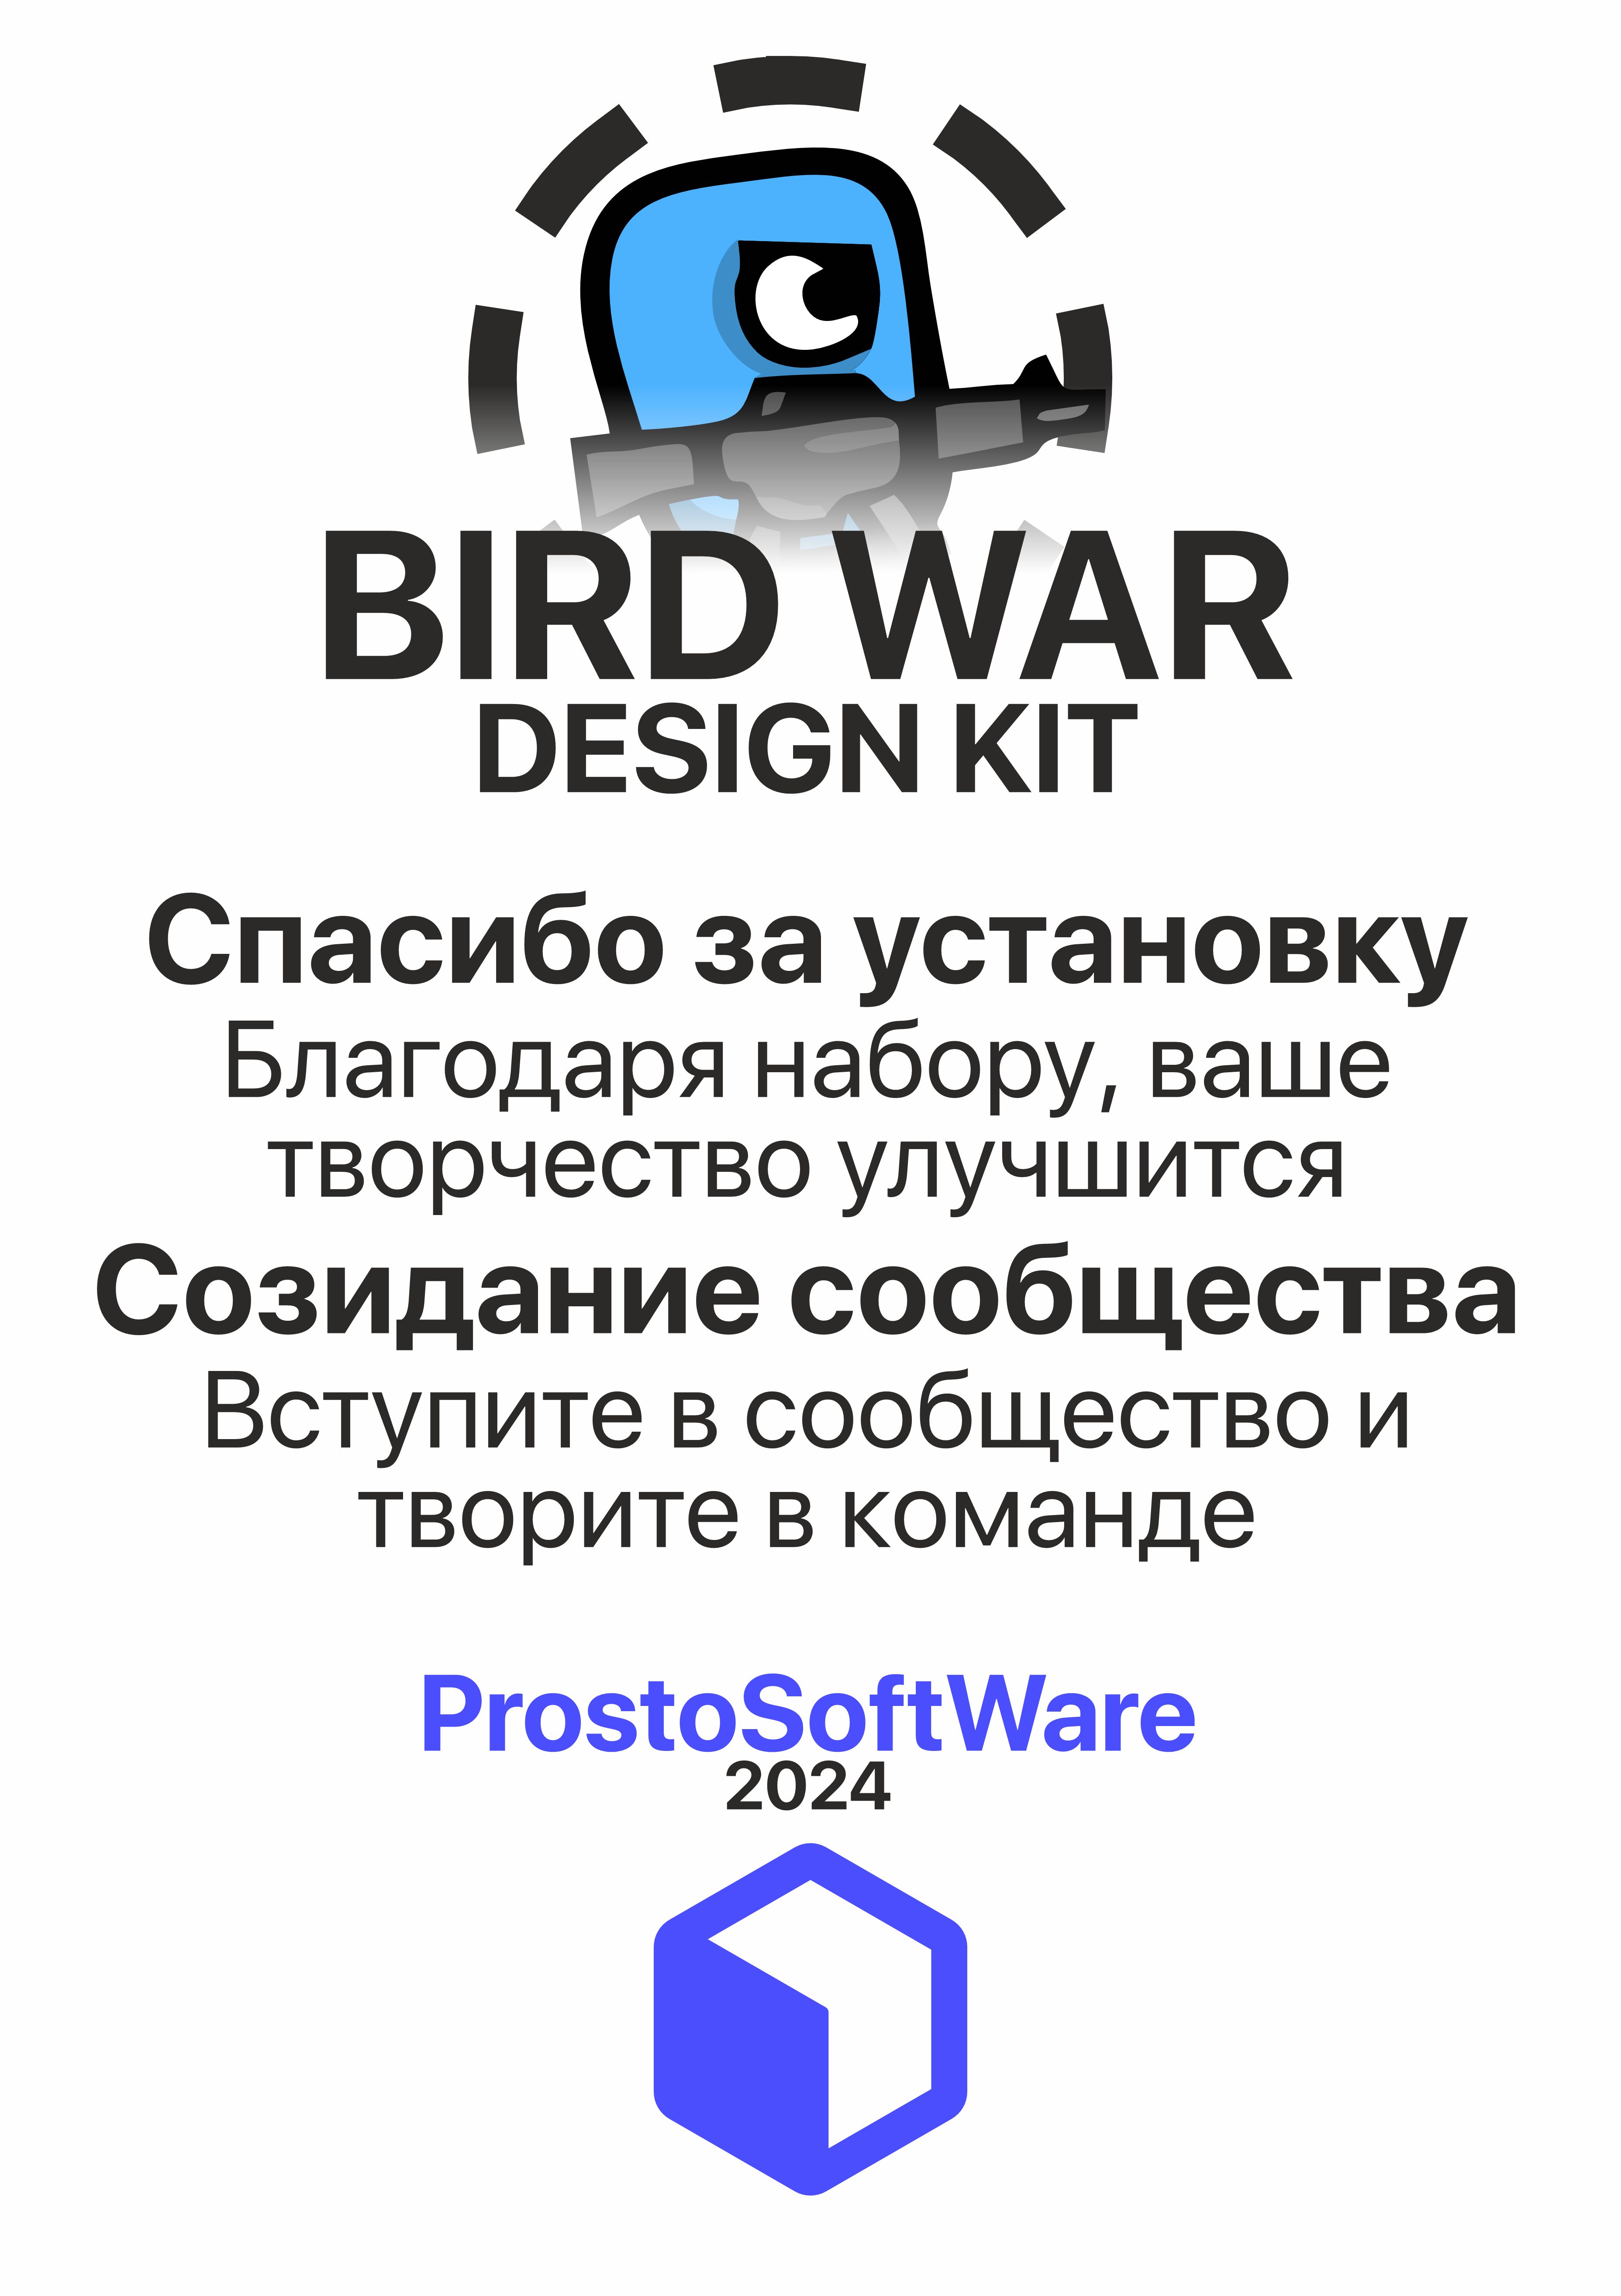 BIRD WAR
DESIGN KIT
Спасибо за установку
Благодаря набору, ваше
творчество улучшится
Созидание сообщества
Вступите в сообщество и
творите в команде
ProstoSoftWare
2024